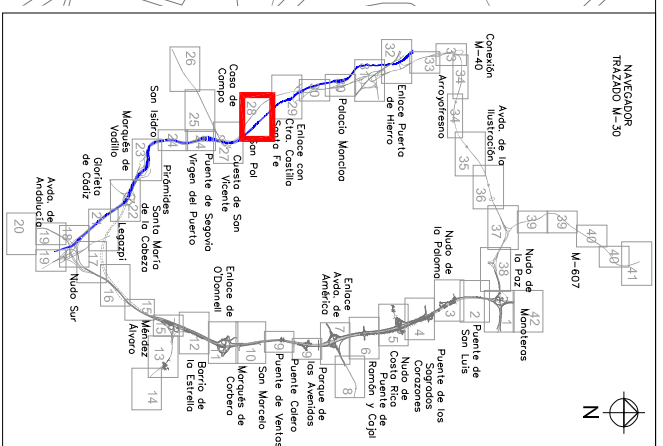 NAVEGADOR
TRAZADO M-30
Conexión
M-40
Arroyofresno
Avda. de la
Ilustración
M-607
Nudo de
la Paz
Manoteras
Nudo de
la Paloma
Puente de
San Luis
Puente de los
Sagrados
Corazones
Nudo de
Costa Rica
Puente de
Ramón y Cajal
Enlace
Avda. de
América
Parque de
las Avenidas
Puente Calero
Puente de Ventas
San Marcelo
Marqués de
Corbera
Enlace de
O'Donnell
Barrio de
la Estrella
Méndez
Álvaro
Enlace Puerta
de Hierro
Palacio Moncloa
Enlace con
Ctra. Castilla
Santa Fe
San Pol
Casa de
Campo
Cuesta de San
Vicente
Puente de Segovia
Virgen del Puerto
Pirámides
San Isidro
Santa María
de la Cabeza
Marqués de
Vadillo
Legazpi
Glorieta
de Cádiz
Nudo Sur
Avda. de
Andalucía
N
41
40
40
39
39
42
38
37
36
35
34
34
33
33
32
29
28
27
26
25
24
24
23
22
20
19
19
18
17
16
15
14
13
12
10
8
7
6
5
4
3
2
1